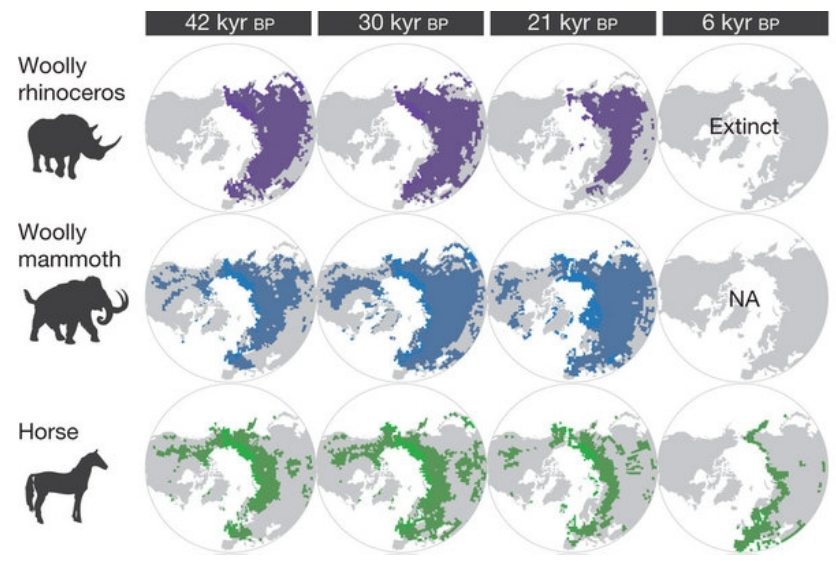 42 kyr BP
30 kyr BP
21 kyr BP
6 kyr BP
Woolly
rhinoceros
Extinct
Woolly
mammoth
NA
Horse